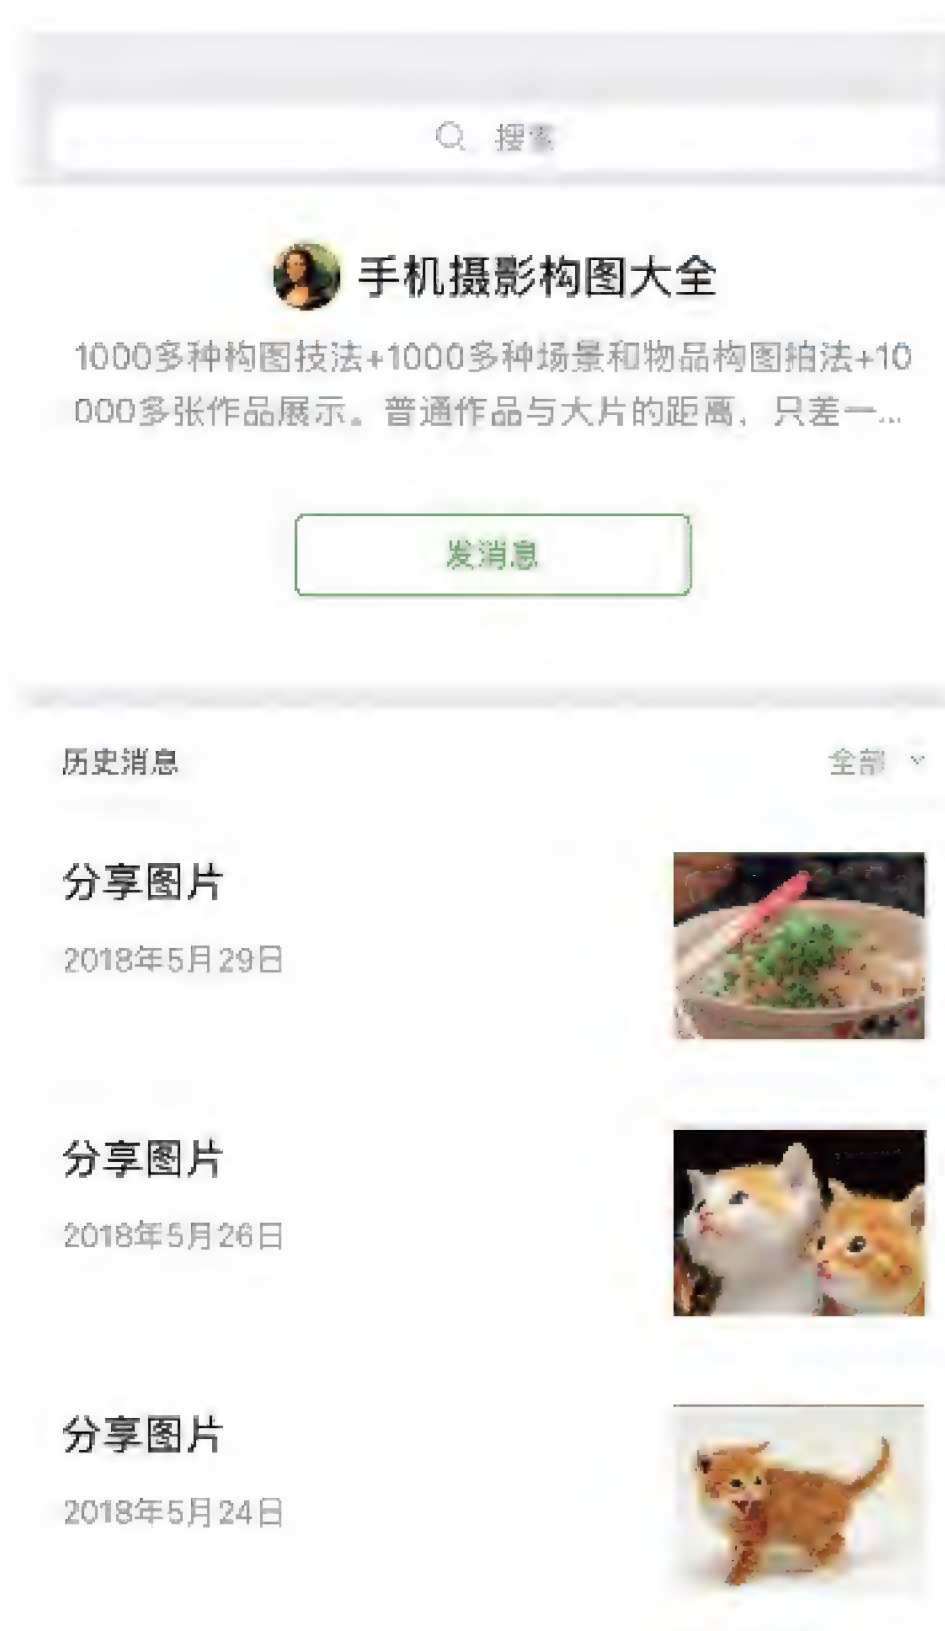 搜索
手机摄影构图大全
1000多种构图技法+1000多种场景和物品构图拍法+10
000多张作品展示。普通作品与大片的距离，只差一...
发消息
历史消息
全部
分享图片
2018年5月29日
分享图片
2018年5月26日
分享图片
2018年5月24日